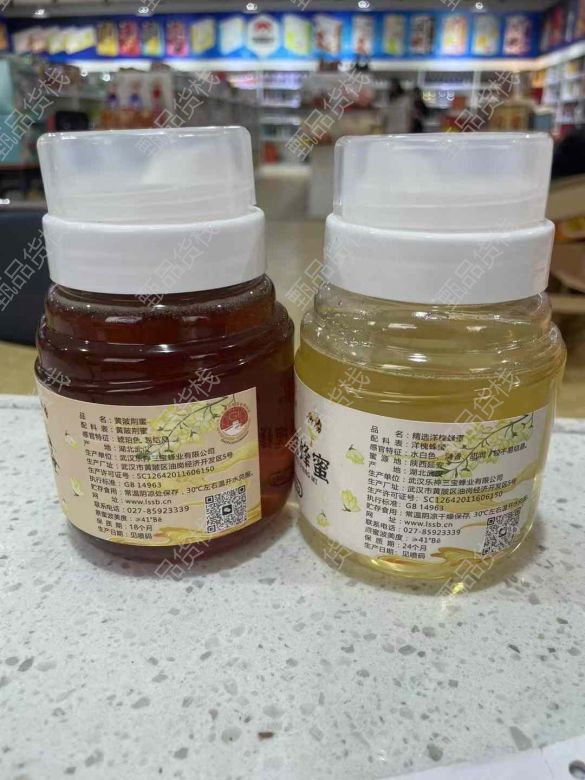 品 名：黄陂荆蜜
配 料 表：黄陂荆蜜
感官特征：琥珀色、易结晶
产 地：湖北武汉
生产单位：武汉乐神三宝蜂业有限公司
生产厂址：武汉市黄陂区油岗经济开发区5号
生产许可证号：SC12642011606150
执行标准：GB 14963
贮存食用：常温阴凉处保存，30℃左右温开水兑服。
网 址：www.lssb.cn
联系电话：027-85923339
原蜜波美度：≥41°Bé
保 质 期：18个月
生产日期：见喷码
蜂蜜
品 名：精选洋槐蜂蜜
配 料 表：洋槐蜂蜜
感官特征：水白色、
蜜 源 地：陕西延安
产 地：湖北武汉
生产单位：武汉乐神三宝蜂业有限公司
生产厂址：武汉市黄陂区油岗经济开发区5号
生产许可证号：SC12642011606150
执行标准：GB 14963
贮存食用：常温阴凉干燥保存，30℃左右温开水
网 址：www.lssb.cn
联系电话：027-85923339
原蜜波美度：≥41°Bé
保 质 期：24个月
生产日期：见喷码
甄品货栈